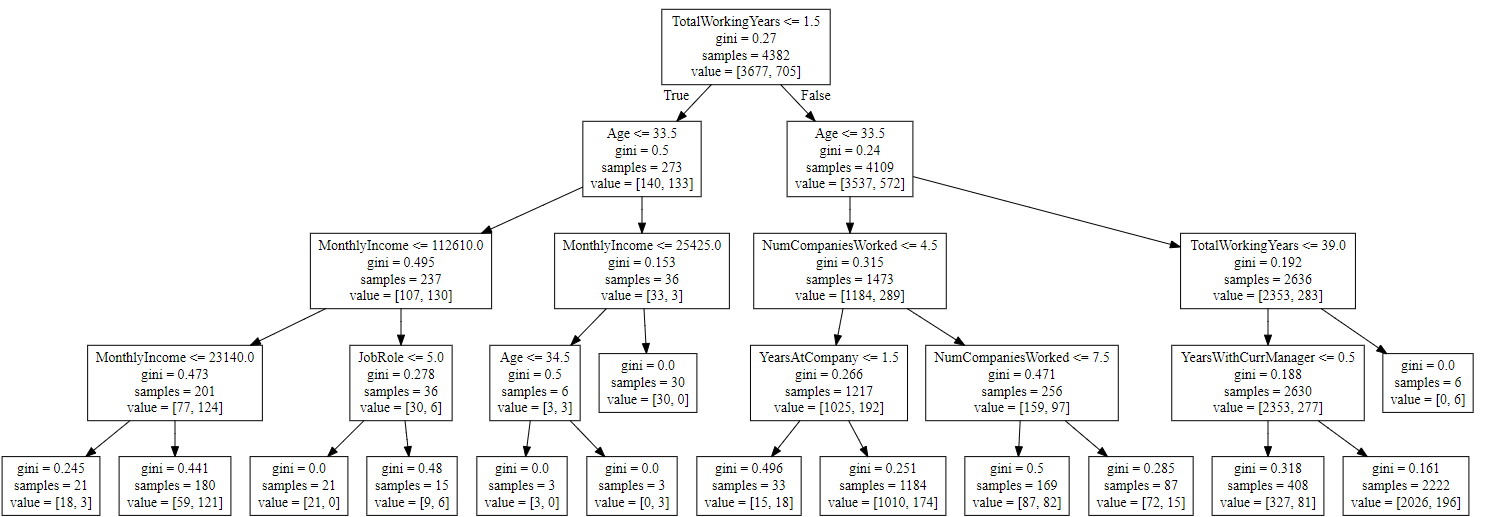 TotalWorkingYears <= 1.5
gini = 0.27
samples = 4382
value = [3677, 705]
True
False
Age <= 33.5
gini = 0.5
samples = 273
value = [140, 133]
Age <= 33.5
gini = 0.24
samples = 4109
value = [3537, 572]
MonthlyIncome <= 112610.0
gini = 0.495
samples = 237
value = [107, 130]
MonthlyIncome <= 25425.0
gini = 0.153
samples = 36
value = [33, 3]
NumCompaniesWorked <= 4.5
gini = 0.315
samples = 1473
value = [1184, 289]
TotalWorkingYears <= 39.0
gini = 0.192
samples = 2636
value = [2353, 283]
MonthlyIncome <= 23140.0
gini = 0.473
samples = 201
value = [77, 124]
JobRole <= 5.0
gini = 0.278
samples = 36
value = [30, 6]
Age <= 34.5
gini = 0.5
samples = 6
value = [3, 3]
gini = 0.0
samples = 30
value = [30, 0]
YearsAtCompany <= 1.5
gini = 0.266
samples = 1217
value = [1025, 192]
NumCompaniesWorked <= 7.5
gini = 0.471
samples = 256
value = [159, 97]
YearsWithCurrManager <= 0.5
gini = 0.188
samples = 2630
value = [2353, 277]
gini = 0.0
samples = 6
value = [0, 6]
gini = 0.245
samples = 21
value = [18, 3]
gini = 0.441
samples = 180
value = [59, 121]
gini = 0.0
samples = 21
value = [21, 0]
gini = 0.48
samples = 15
value = [9, 6]
gini = 0.0
samples = 3
value = [3, 0]
gini = 0.0
samples = 3
value = [0, 3]
gini = 0.496
samples = 33
value = [15, 18]
gini = 0.251
samples = 1184
value = [1010, 174]
gini = 0.5
samples = 169
value = [87, 82]
gini = 0.285
samples = 87
value = [72, 15]
gini = 0.318
samples = 408
value = [327, 81]
gini = 0.161
samples = 2222
value = [2026, 196]